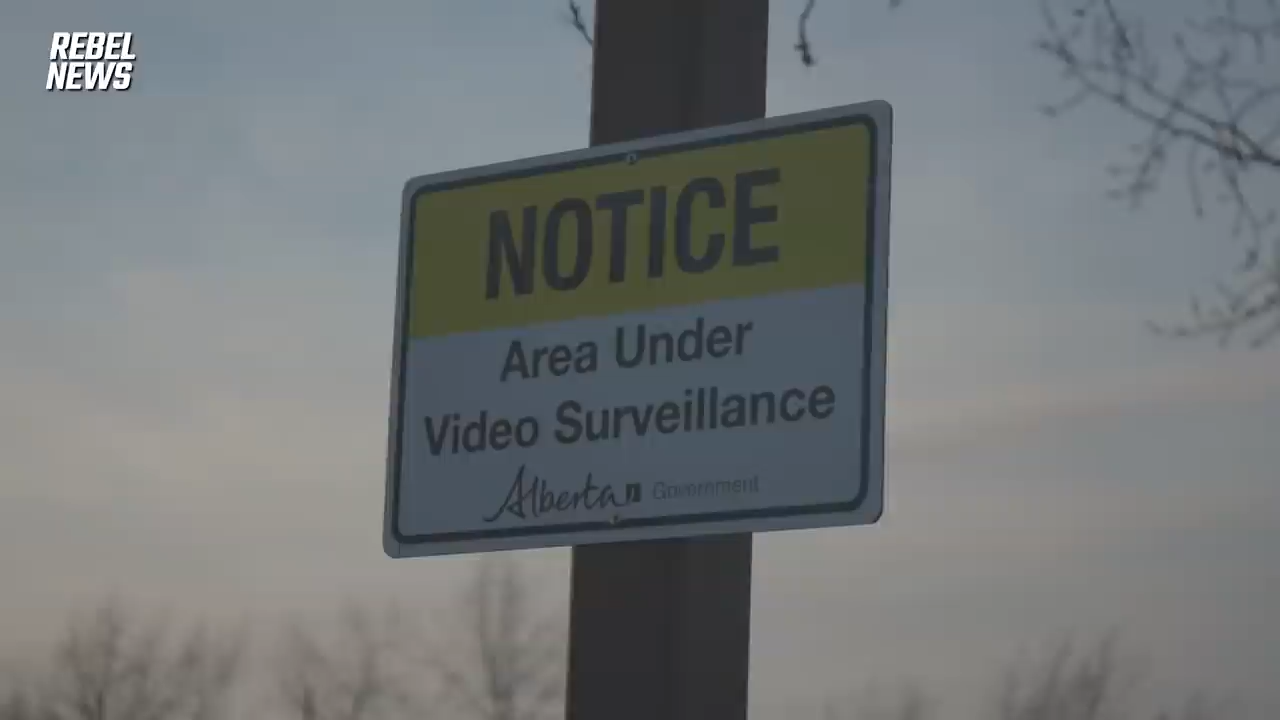 REBEL
NEWS
NOTICE
Area Under
Video Surveillance
Alberta Government